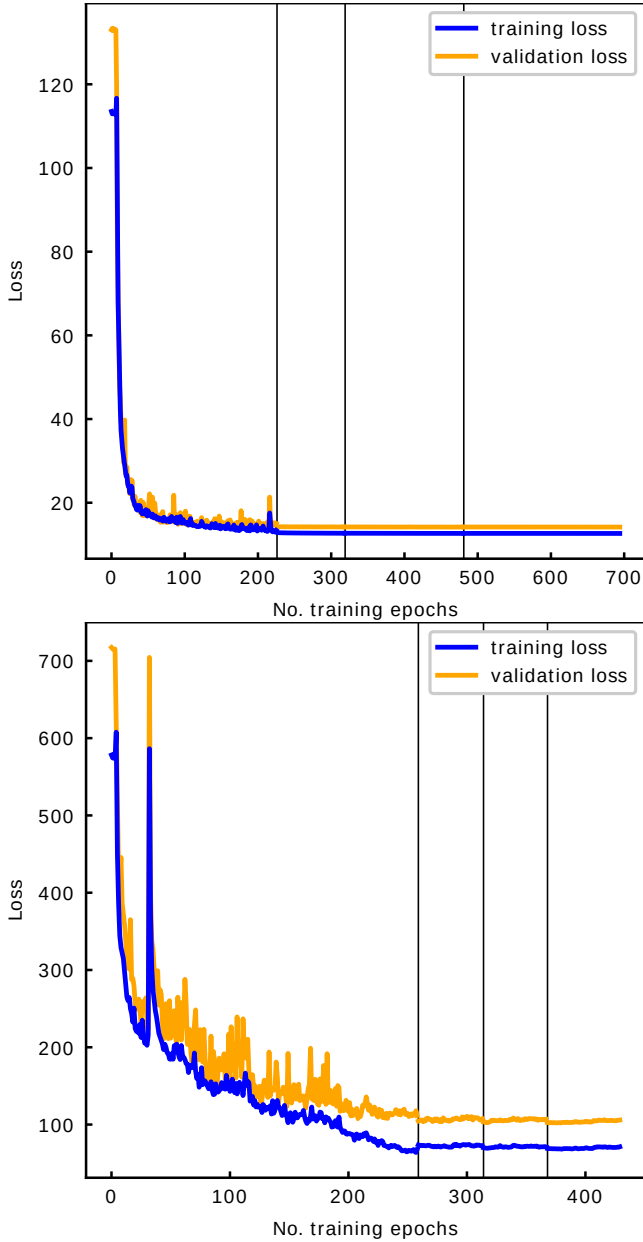 training loss
validation loss
120
100
80
60
40
20
Loss
0 100 200 300 400 500 600 700
No. training epochs
training loss
validation loss
700
600
500
400
300
200
100
Loss
0 100 200 300 400
No. training epochs